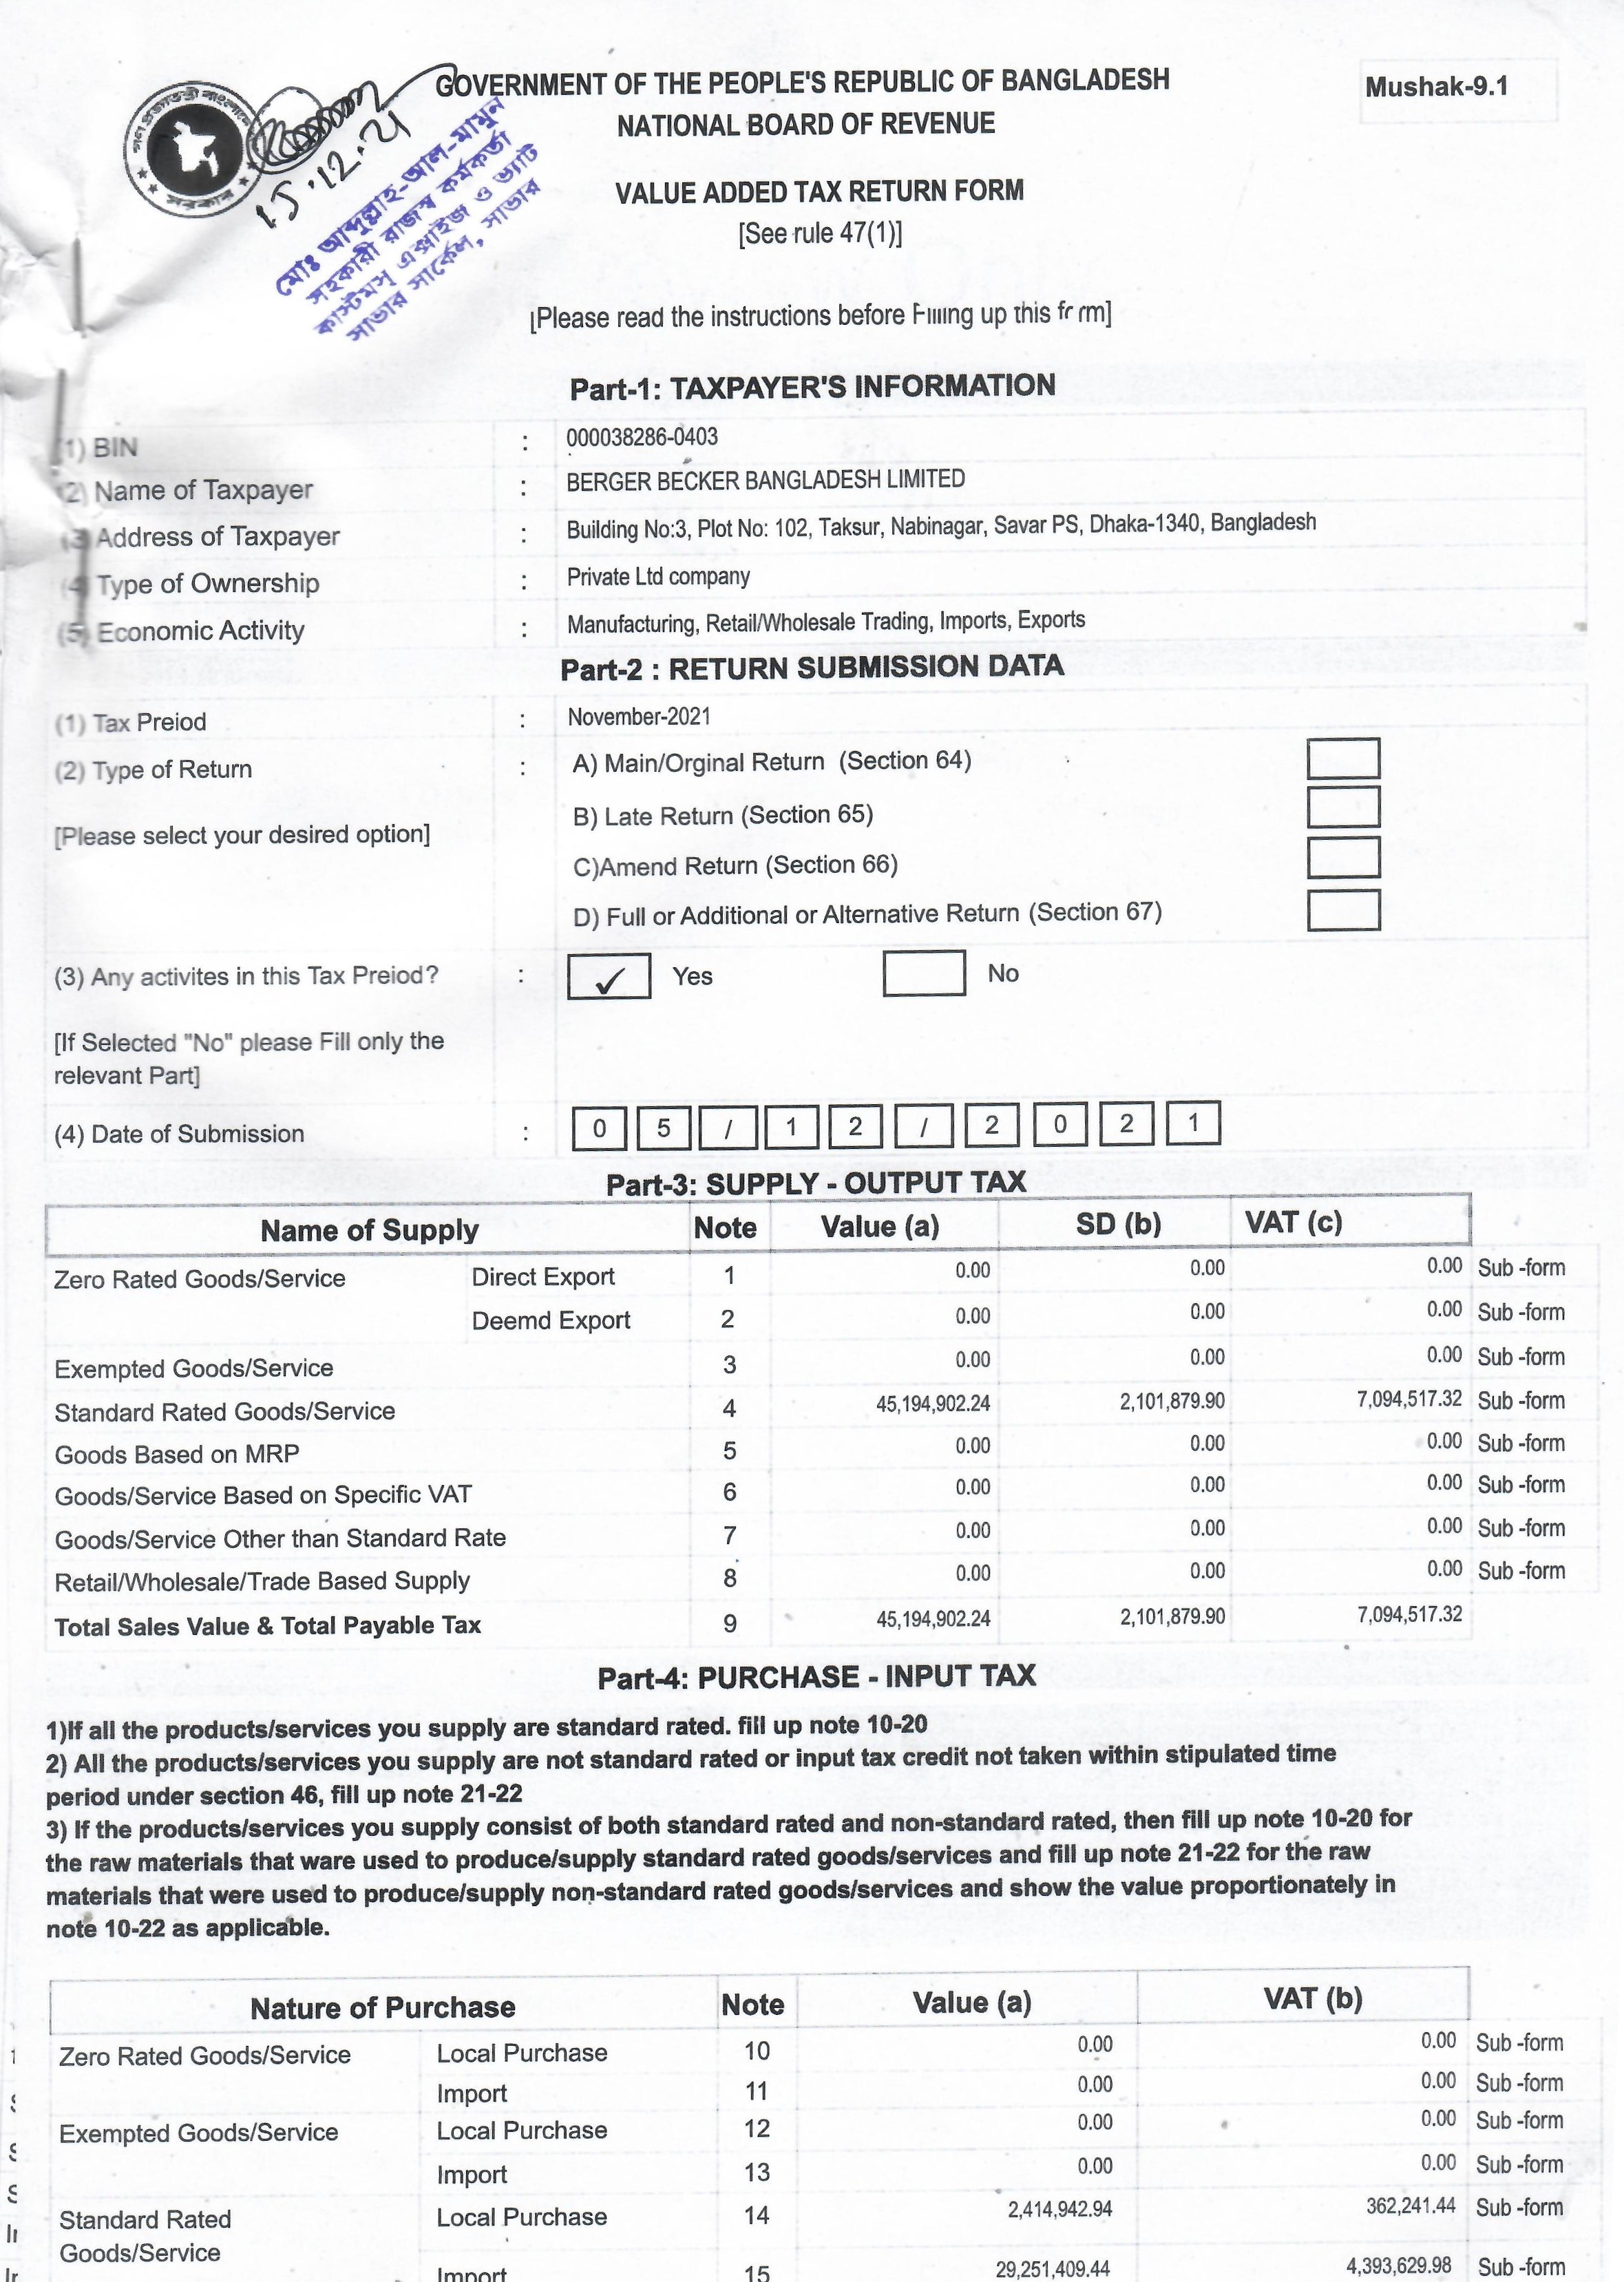 GOVERNMENT OF THE PEOPLE'S REPUBLIC OF BANGLADESH
Mushak-9.1
NATIONAL BOARD OF REVENUE
15.12.21
মোঃ আব্দুল্লাহ-আল-মামুন
সহকারী রাজস্ব কর্মকর্তা
কাস্টমস্ এক্সাইজ ও ভ্যাট
সাভার সার্কেল, সাভার
VALUE ADDED TAX RETURN FORM
[See rule 47(1)]
[Please read the instructions before Filling up this form]
Part-1: TAXPAYER'S INFORMATION
(1) BIN : 000038286-0403
(2) Name of Taxpayer : BERGER BECKER BANGLADESH LIMITED
(3) Address of Taxpayer : Building No:3, Plot No: 102, Taksur, Nabinagar, Savar PS, Dhaka-1340, Bangladesh
(4) Type of Ownership : Private Ltd company
(5) Economic Activity : Manufacturing, Retail/Wholesale Trading, Imports, Exports
Part-2 : RETURN SUBMISSION DATA
(1) Tax Preiod : November-2021
(2) Type of Return : A) Main/Orginal Return (Section 64)
B) Late Return (Section 65)
[Please select your desired option]
C)Amend Return (Section 66)
D) Full or Additional or Alternative Return (Section 67)
(3) Any activites in this Tax Preiod? : ✓ Yes No
[If Selected "No" please Fill only the
relevant Part]
(4) Date of Submission : 0 5 / 1 2 / 2 0 2 1
Part-3: SUPPLY - OUTPUT TAX
Name of Supply Note Value (a) SD (b) VAT (c)
Zero Rated Goods/Service Direct Export 1 0.00 0.00 0.00 Sub -form
Deemd Export 2 0.00 0.00 0.00 Sub -form
Exempted Goods/Service 3 0.00 0.00 0.00 Sub -form
Standard Rated Goods/Service 4 45,194,902.24 2,101,879.90 7,094,517.32 Sub -form
Goods Based on MRP 5 0.00 0.00 0.00 Sub -form
Goods/Service Based on Specific VAT 6 0.00 0.00 0.00 Sub -form
Goods/Service Other than Standard Rate 7 0.00 0.00 0.00 Sub -form
Retail/Wholesale/Trade Based Supply 8 0.00 0.00 0.00 Sub -form
Total Sales Value & Total Payable Tax 9 45,194,902.24 2,101,879.90 7,094,517.32
Part-4: PURCHASE - INPUT TAX
1)If all the products/services you supply are standard rated. fill up note 10-20
2) All the products/services you supply are not standard rated or input tax credit not taken within stipulated time
period under section 46, fill up note 21-22
3) If the products/services you supply consist of both standard rated and non-standard rated, then fill up note 10-20 for
the raw materials that ware used to produce/supply standard rated goods/services and fill up note 21-22 for the raw
materials that were used to produce/supply non-standard rated goods/services and show the value proportionately in
note 10-22 as applicable.
Nature of Purchase Note Value (a) VAT (b)
Zero Rated Goods/Service Local Purchase 10 0.00 0.00 Sub -form
Import 11 0.00 0.00 Sub -form
Exempted Goods/Service Local Purchase 12 0.00 0.00 Sub -form
Import 13 0.00 0.00 Sub -form
Standard Rated Local Purchase 14 2,414,942.94 362,241.44 Sub -form
Goods/Service
Import 15 29,251,409.44 4,393,629.98 Sub -form